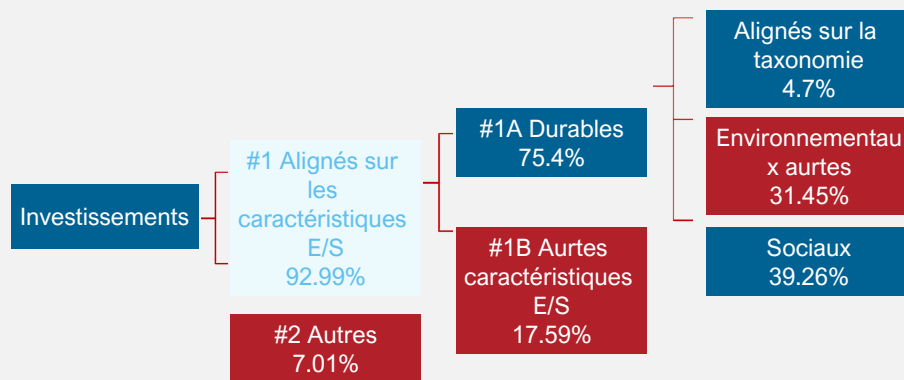 Investissements
#1 Alignés sur
les
caractéristiques
E/S
92.99%
#2 Autres
7.01%
#1A Durables
75.4%
#1B Aurtes
caractéristiques
E/S
17.59%
Alignés sur la
taxonomie
4.7%
Environnementau
x aurtes
31.45%
Sociaux
39.26%